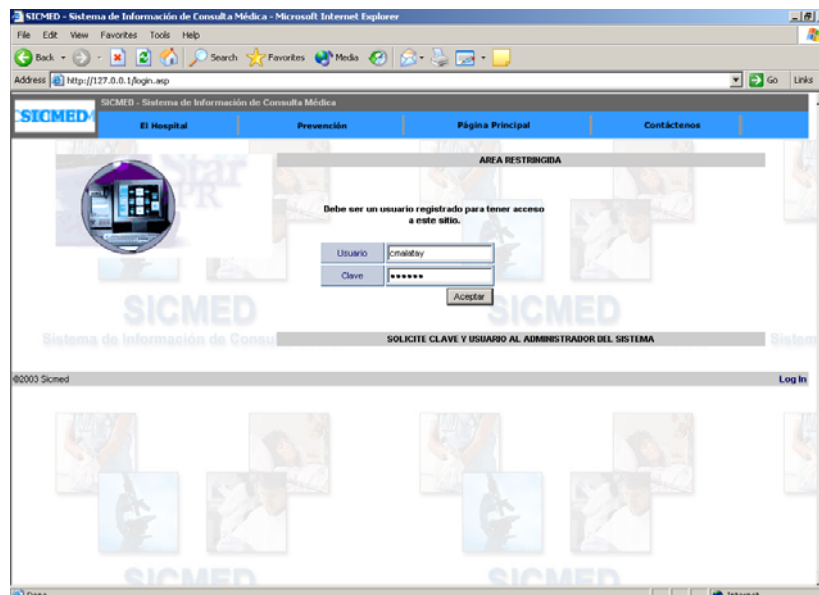 SICMED - Sistema de Información de Consulta Médica - Microsoft Internet Explorer
File Edit View Favorites Tools Help
Back Search Favorites Media
Address http://127.0.0.1/login.asp Go Links
SICMED - Sistema de Información de Consulta Médica
SICMED
El Hospital Prevención Página Principal Contáctenos
Star
PR
AREA RESTRINGIDA
Debe ser un usuario registrado para tener acceso
a este sitio.
Usuario cmalatay
Clave ••••••
Aceptar
SICMED SICMED
Sistema de Información de Consu Sistem
SOLICITE CLAVE Y USUARIO AL ADMINISTRADOR DEL SISTEMA
©2003 Sicmed Log In
SICMED SICMED
Done Internet